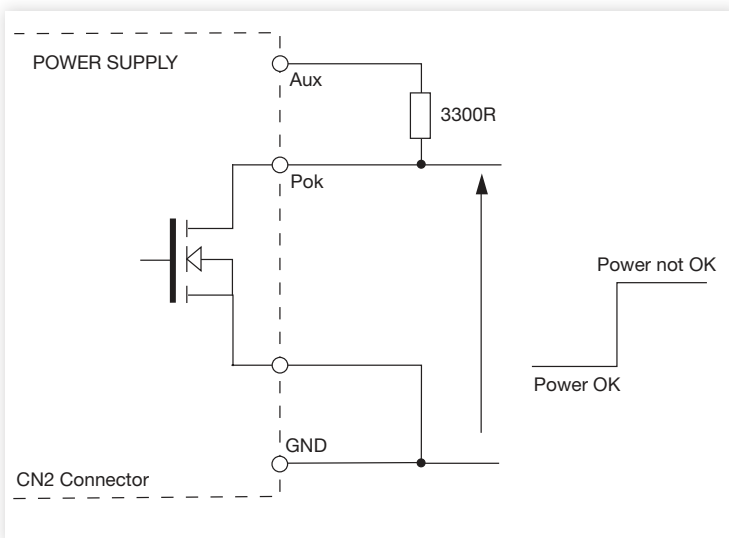 POWER SUPPLY
Aux
3300R
Pok
Power not OK
Power OK
GND
CN2 Connector